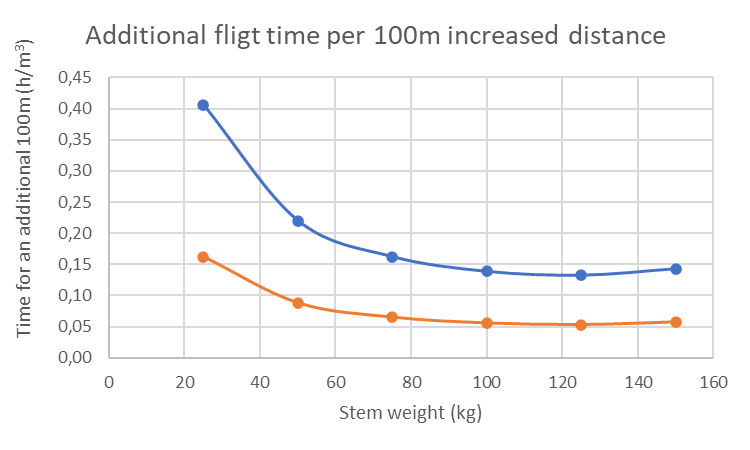 Additional fligt time per 100m increased distance
Time for an additional 100m (h/m³)
0,45
0,40
0,35
0,30
0,25
0,20
0,15
0,10
0,05
0,00
0 20 40 60 80 100 120 140 160
Stem weight (kg)